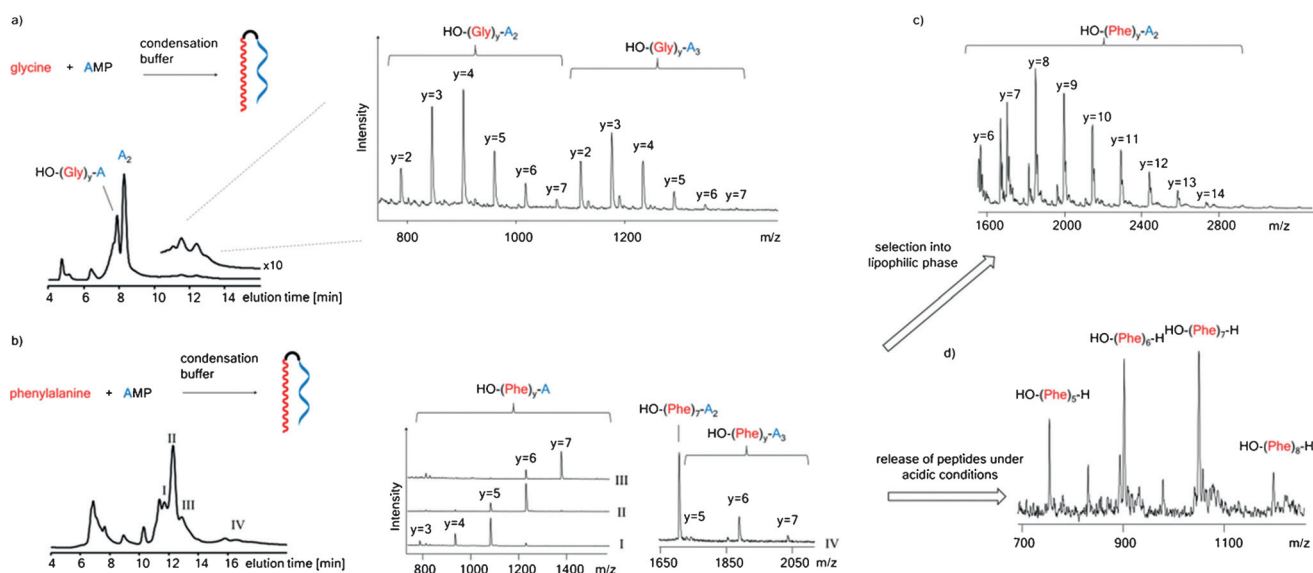 a)
HO-(Gly)y-A2
HO-(Gly)y-A3
glycine + AMP
condensation
buffer
HO-(Gly)y-A
A2
x10
4 6 8 10 12 14
elution time [min]
Intensity
y=2
y=3
y=4
y=5
y=6
y=7
y=2
y=3
y=4
y=5
y=6
y=7
800 1000 1200
m/z
b)
phenylalanine + AMP
condensation
buffer
II
I
III
IV
4 6 8 10 12 14 16
elution time [min]
HO-(Phe)y-A
Intensity
y=6
y=7
III
y=5
II
y=3
y=4
I
800 1000 1200 1400
m/z
HO-(Phe)7-A2
HO-(Phe)y-A3
y=5
y=6
y=7
IV
1650 1750 1850 1950 2050
m/z
c)
HO-(Phe)y-A2
y=6
y=7
y=8
y=9
y=10
y=11
y=12
y=13
y=14
1600 2000 2400 2800
m/z
selection into
lipophilic phase
d)
HO-(Phe)5-H
HO-(Phe)6-H
HO-(Phe)7-H
HO-(Phe)8-H
release of peptides under
acidic conditions
700 900 1100
m/z